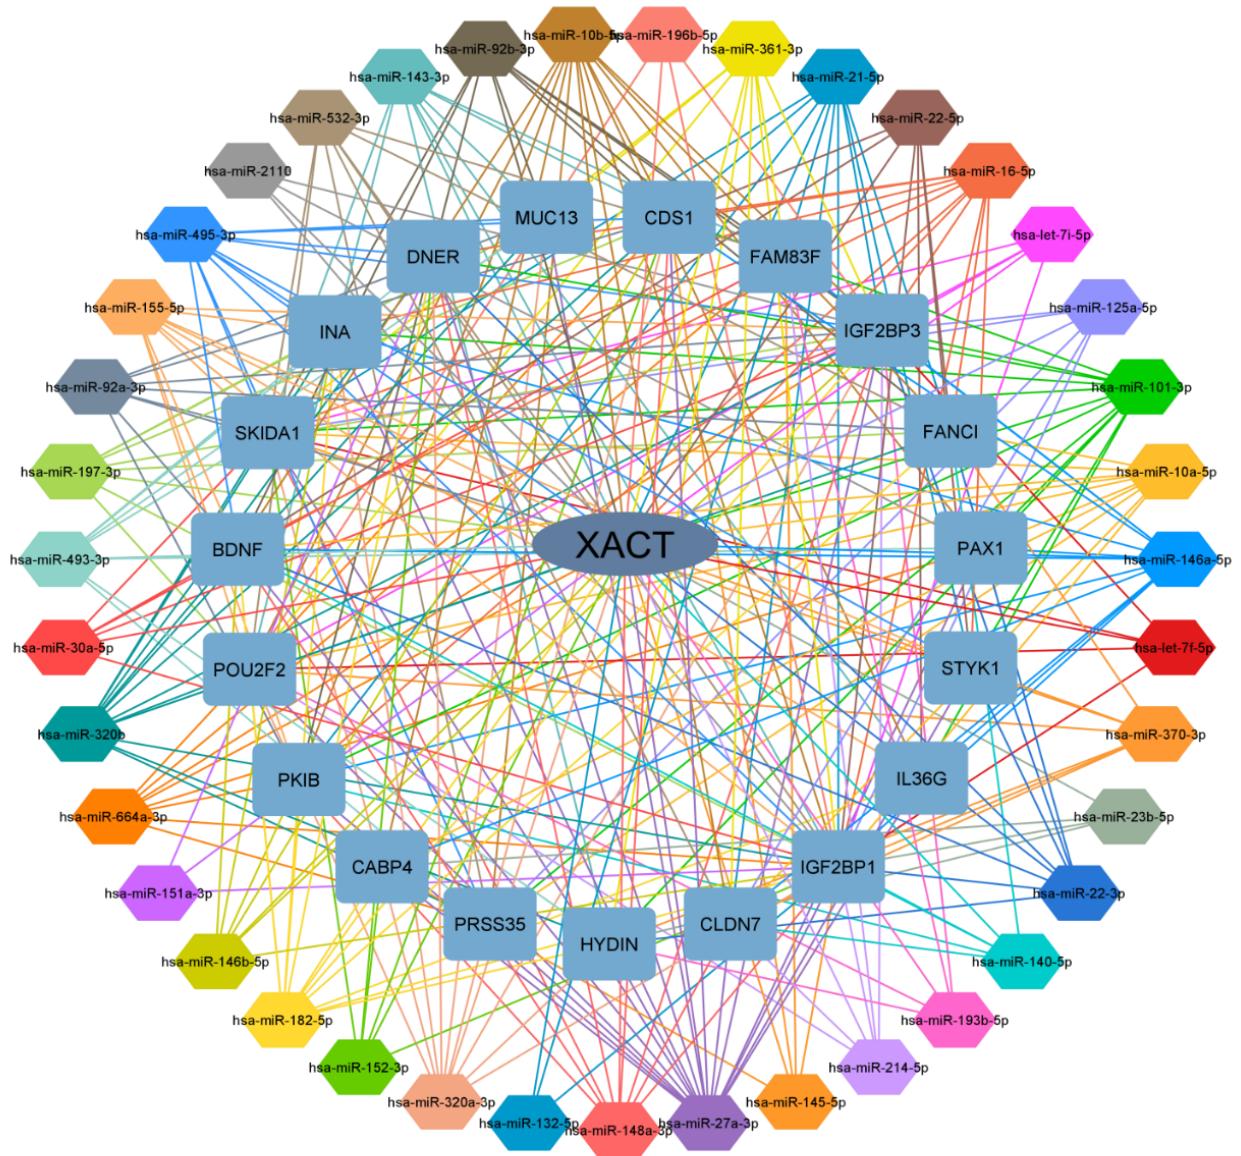 hsa-miR-10b-5p
hsa-miR-196b-5p
hsa-miR-92b-3p
hsa-miR-361-3p
hsa-miR-143-3p
hsa-miR-21-5p
hsa-miR-532-3p
hsa-miR-22-5p
hsa-miR-2110
hsa-miR-16-5p
MUC13
CDS1
hsa-miR-495-3p
hsa-let-7i-5p
DNER
FAM83F
hsa-miR-155-5p
hsa-miR-125a-5p
INA
IGF2BP3
hsa-miR-92a-3p
hsa-miR-101-3p
SKIDA1
FANCI
hsa-miR-197-3p
hsa-miR-10a-5p
XACT
BDNF
PAX1
hsa-miR-493-3p
hsa-miR-146a-5p
hsa-miR-30a-5p
hsa-let-7f-5p
POU2F2
STYK1
hsa-miR-320b
hsa-miR-370-3p
PKIB
IL36G
hsa-miR-664a-3p
hsa-miR-23b-5p
CABP4
IGF2BP1
hsa-miR-151a-3p
hsa-miR-22-3p
PRSS35
CLDN7
HYDIN
hsa-miR-146b-5p
hsa-miR-140-5p
hsa-miR-182-5p
hsa-miR-193b-5p
hsa-miR-152-3p
hsa-miR-214-5p
hsa-miR-320a-3p
hsa-miR-145-5p
hsa-miR-132-5p
hsa-miR-148a-3p
hsa-miR-27a-3p